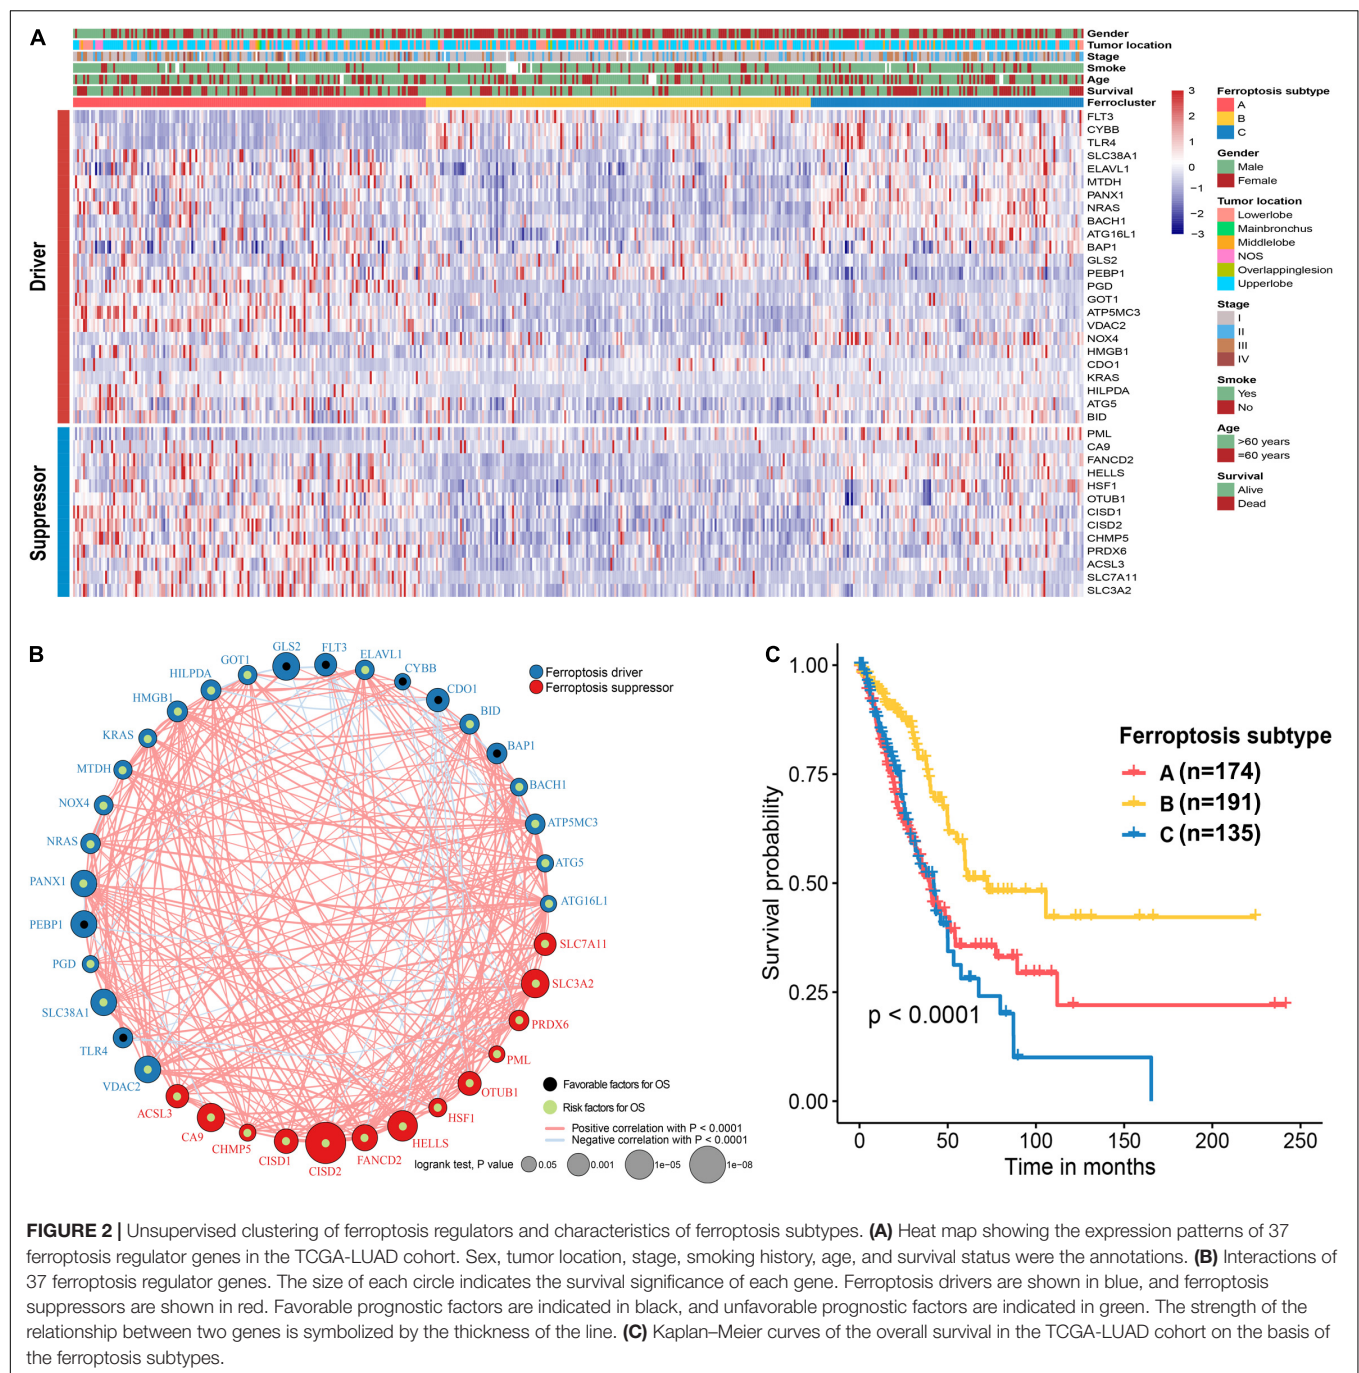 A
Gender
Tumor location
Stage
Smoke
Age
Survival
Ferrocluster
Driver
FLT3
CYBB
TLR4
SLC38A1
ELAVL1
MTDH
PANX1
NRAS
BACH1
ATG16L1
BAP1
GLS2
PEBP1
PGD
GOT1
ATP5MC3
VDAC2
NOX4
HMGB1
CDO1
KRAS
HILPDA
ATG5
BID
Suppressor
PML
CA9
FANCD2
HELLS
HSF1
OTUB1
CISD1
CISD2
CHMP5
PRDX6
ACSL3
SLC7A11
SLC3A2
3
2
1
0
−1
−2
−3
Ferroptosis subtype
A
B
C
Gender
Male
Female
Tumor location
Lowerlobe
Mainbronchus
Middlelobe
NOS
Overlappinglesion
Upperlobe
Stage
I
II
III
IV
Smoke
Yes
No
Age
>60 years
=60 years
Survival
Alive
Dead
B
GLS2
FLT3
ELAVL1
CYBB
CDO1
BID
BAP1
BACH1
ATP5MC3
ATG5
ATG16L1
SLC7A11
SLC3A2
PRDX6
PML
OTUB1
HSF1
HELLS
FANCD2
CISD2
CISD1
CHMP5
CA9
ACSL3
VDAC2
TLR4
SLC38A1
PGD
PEBP1
PANX1
NRAS
NOX4
MTDH
KRAS
HMGB1
HILPDA
GOT1
Ferroptosis driver
Ferroptosis suppressor
Favorable factors for OS
Risk factors for OS
Positive correlation with P < 0.0001
Negative correlation with P < 0.0001
logrank test, P value 0.05 0.001 1e−05 1e−08
C
Survival probability
1.00
0.75
0.50
0.25
0.00
Ferroptosis subtype
A (n=174)
B (n=191)
C (n=135)
p < 0.0001
0 50 100 150 200 250
Time in months
FIGURE 2 | Unsupervised clustering of ferroptosis regulators and characteristics of ferroptosis subtypes. (A) Heat map showing the expression patterns of 37
ferroptosis regulator genes in the TCGA-LUAD cohort. Sex, tumor location, stage, smoking history, age, and survival status were the annotations. (B) Interactions of
37 ferroptosis regulator genes. The size of each circle indicates the survival significance of each gene. Ferroptosis drivers are shown in blue, and ferroptosis
suppressors are shown in red. Favorable prognostic factors are indicated in black, and unfavorable prognostic factors are indicated in green. The strength of the
relationship between two genes is symbolized by the thickness of the line. (C) Kaplan–Meier curves of the overall survival in the TCGA-LUAD cohort on the basis of
the ferroptosis subtypes.